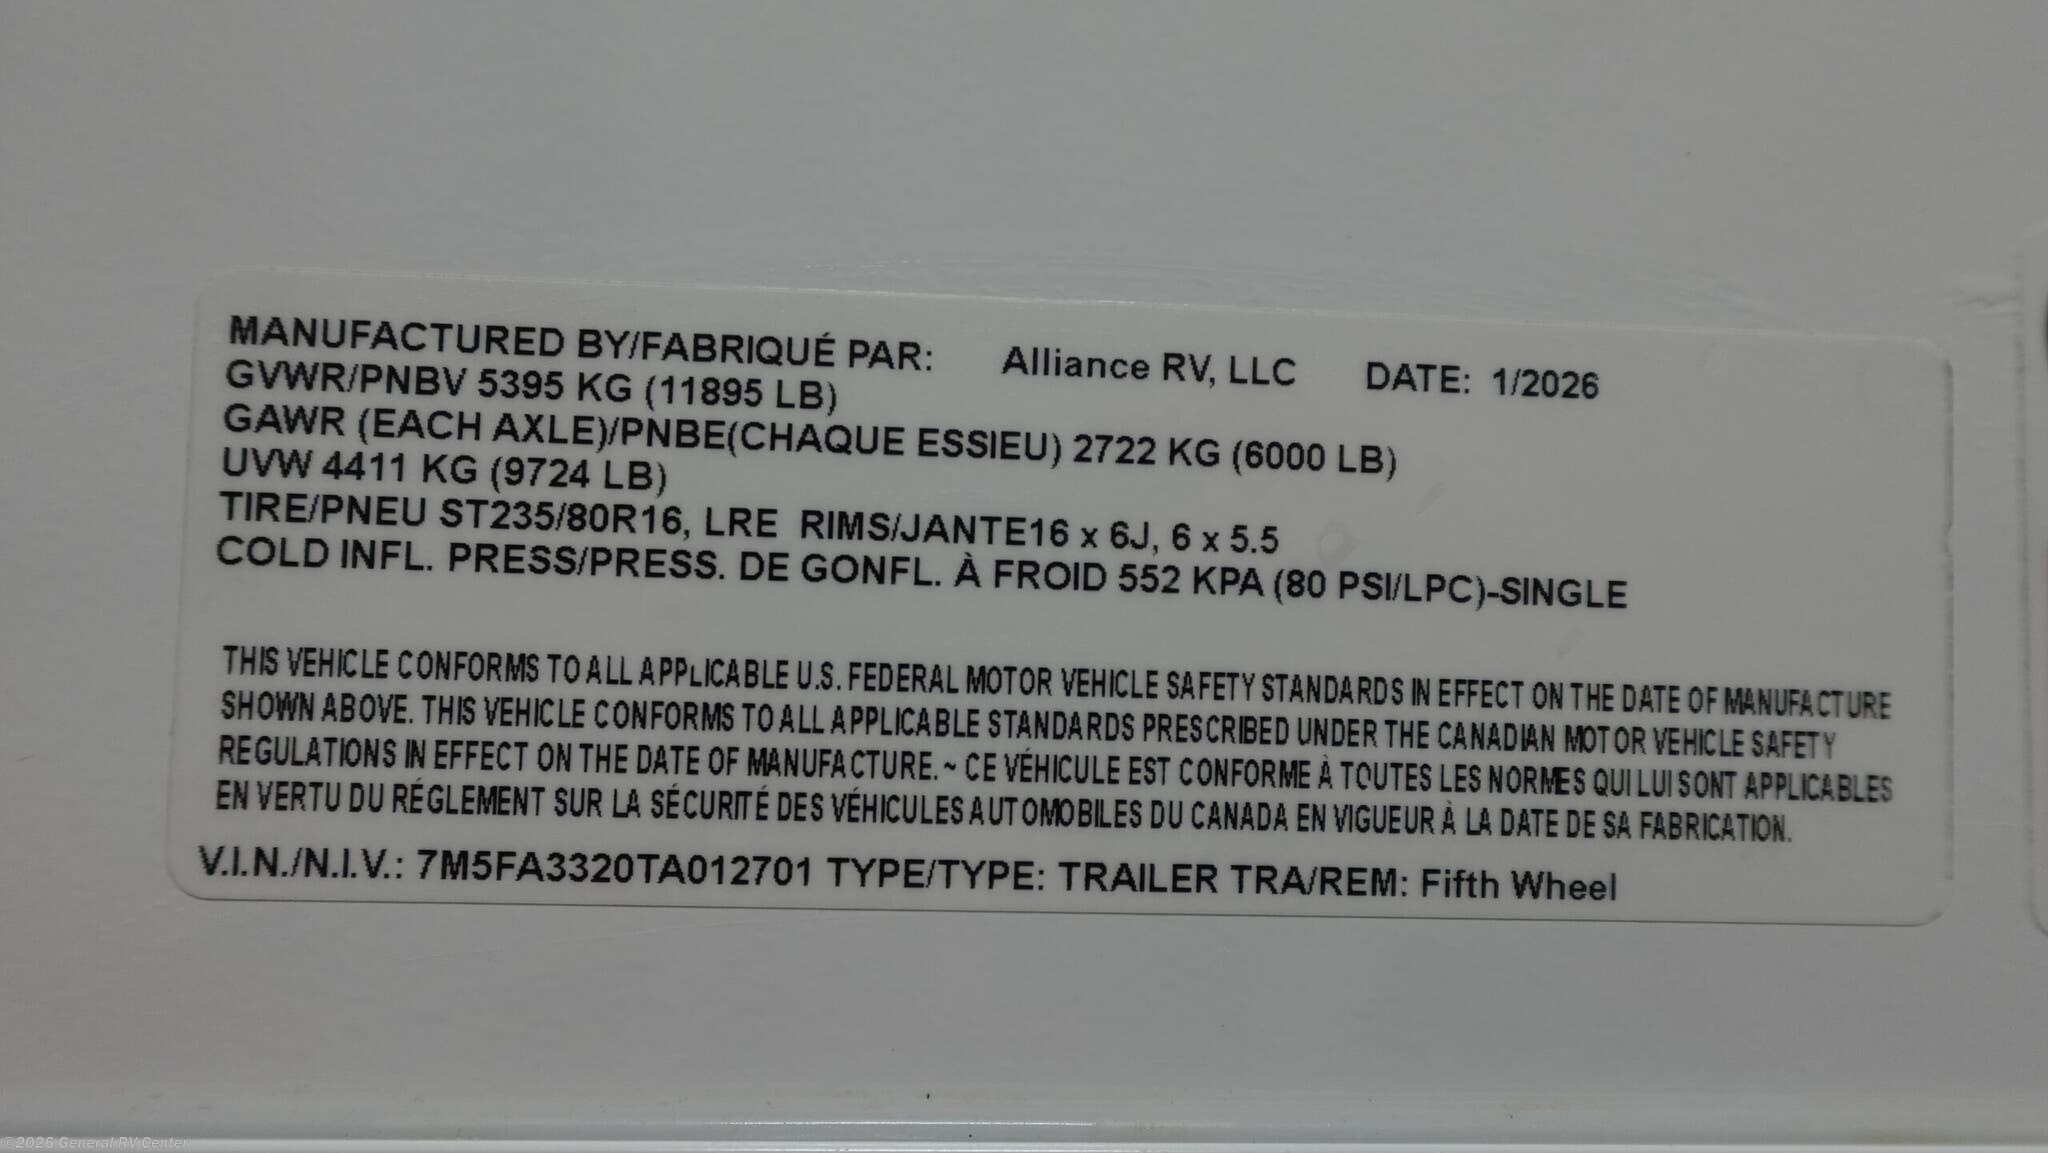 MANUFACTURED BY/FABRIQUÉ PAR: Alliance RV, LLC DATE: 1/2026
GVWR/PNBV 5395 KG (11895 LB)
GAWR (EACH AXLE)/PNBE(CHAQUE ESSIEU) 2722 KG (6000 LB)
UVW 4411 KG (9724 LB)
TIRE/PNEU ST235/80R16, LRE RIMS/JANTE16 x 6J, 6 x 5.5
COLD INFL. PRESS/PRESS. DE GONFL. À FROID 552 KPA (80 PSI/LPC)-SINGLE
THIS VEHICLE CONFORMS TO ALL APPLICABLE U.S. FEDERAL MOTOR VEHICLE SAFETY STANDARDS IN EFFECT ON THE DATE OF MANUFACTURE
SHOWN ABOVE. THIS VEHICLE CONFORMS TO ALL APPLICABLE STANDARDS PRESCRIBED UNDER THE CANADIAN MOTOR VEHICLE SAFETY
REGULATIONS IN EFFECT ON THE DATE OF MANUFACTURE. ~ CE VÉHICULE EST CONFORME À TOUTES LES NORMES QUI LUI SONT APPLICABLES
EN VERTU DU RÉGLEMENT SUR LA SÉCURITÉ DES VÉHICULES AUTOMOBILES DU CANADA EN VIGUEUR À LA DATE DE SA FABRICATION.
V.I.N./N.I.V.: 7M5FA3320TA012701 TYPE/TYPE: TRAILER TRA/REM: Fifth Wheel
©2026 General RV Center